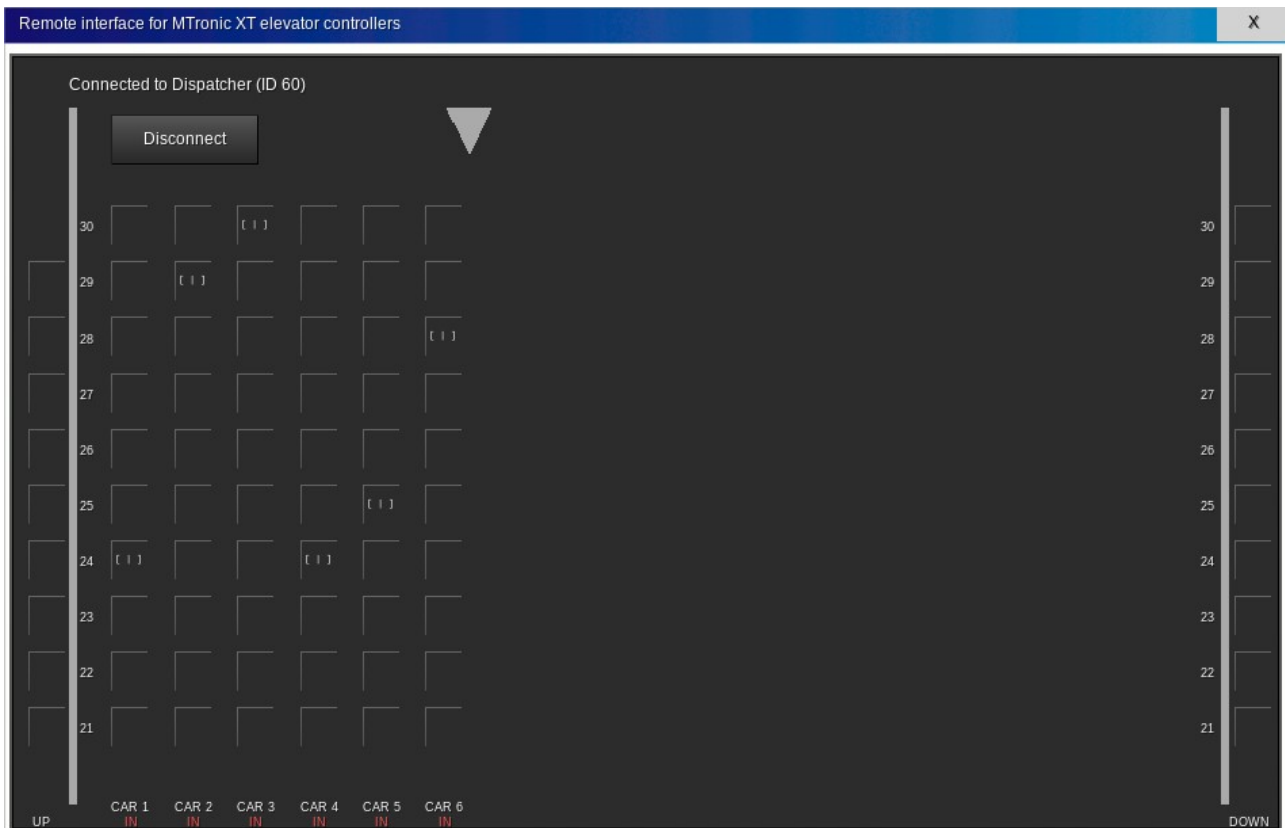 Remote interface for MTronic XT elevator controllers X
Connected to Dispatcher (ID 60)
Disconnect
30 [ | ] 30
29 [ | ] 29
28 [ | ] 28
27 27
26 26
25 [ | ] 25
24 [ | ] [ | ] 24
23 23
22 22
21 21
CAR 1 CAR 2 CAR 3 CAR 4 CAR 5 CAR 6
UP IN IN IN IN IN IN DOWN